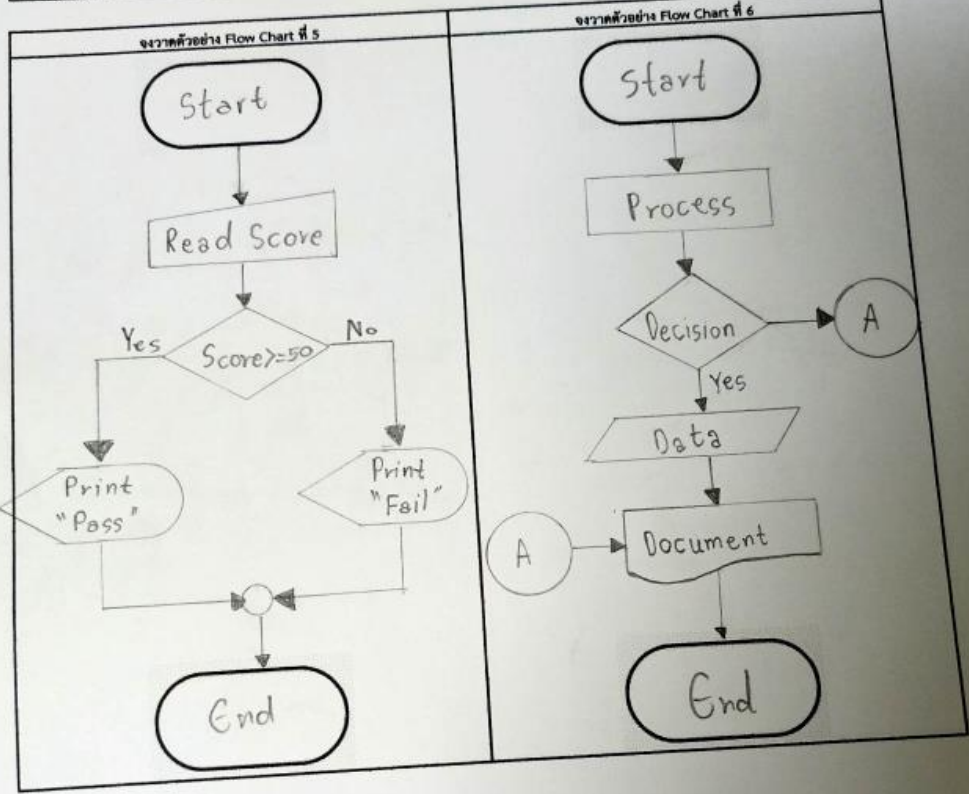 จงวาดตัวอย่าง Flow Chart ที่ 5
Start
Read Score
Score>=50
Yes
No
Print
"Pass"
Print
"Fail"
End
จงวาดตัวอย่าง Flow Chart ที่ 6
Start
Process
Decision
A
Yes
Data
A
Document
End